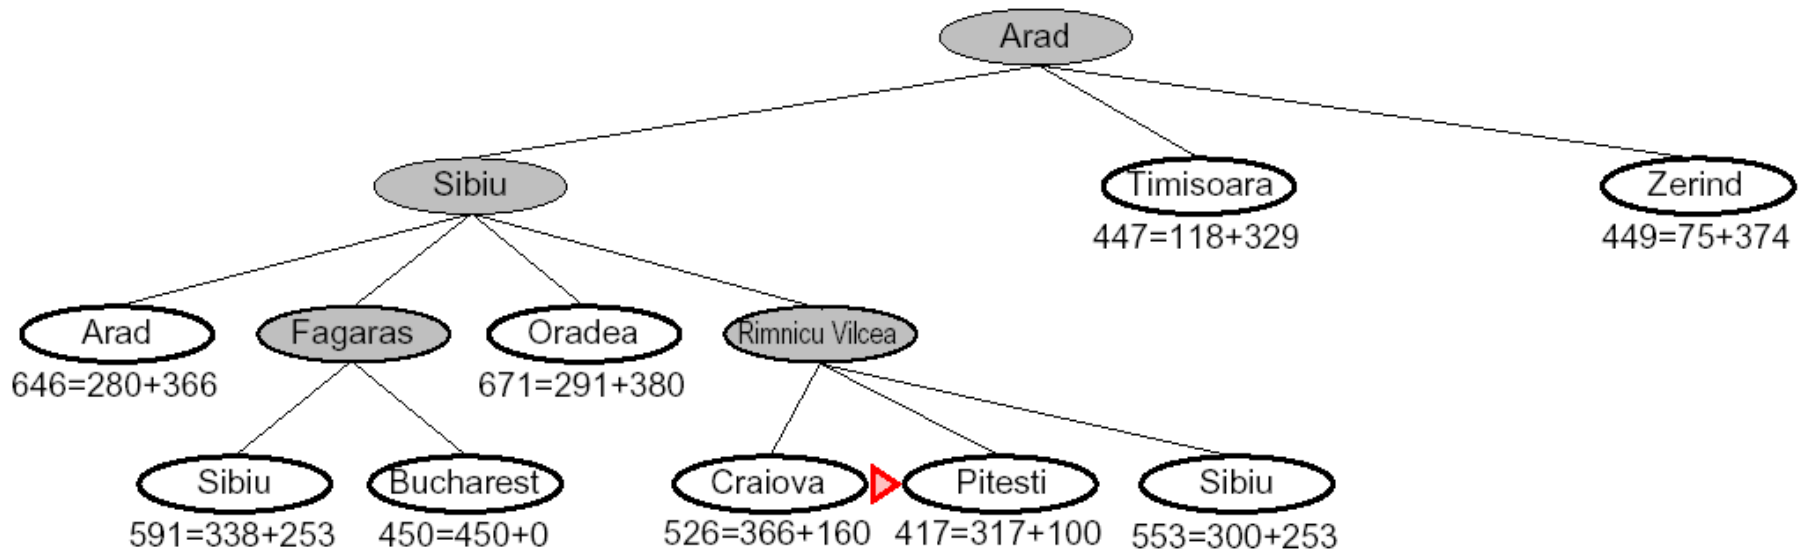 Arad
Sibiu Timisoara Zerind
447=118+329 449=75+374
Arad Fagaras Oradea Rimnicu Vilcea
646=280+366 671=291+380
Sibiu Bucharest Craiova Pitesti Sibiu
591=338+253 450=450+0 526=366+160 417=317+100 553=300+253